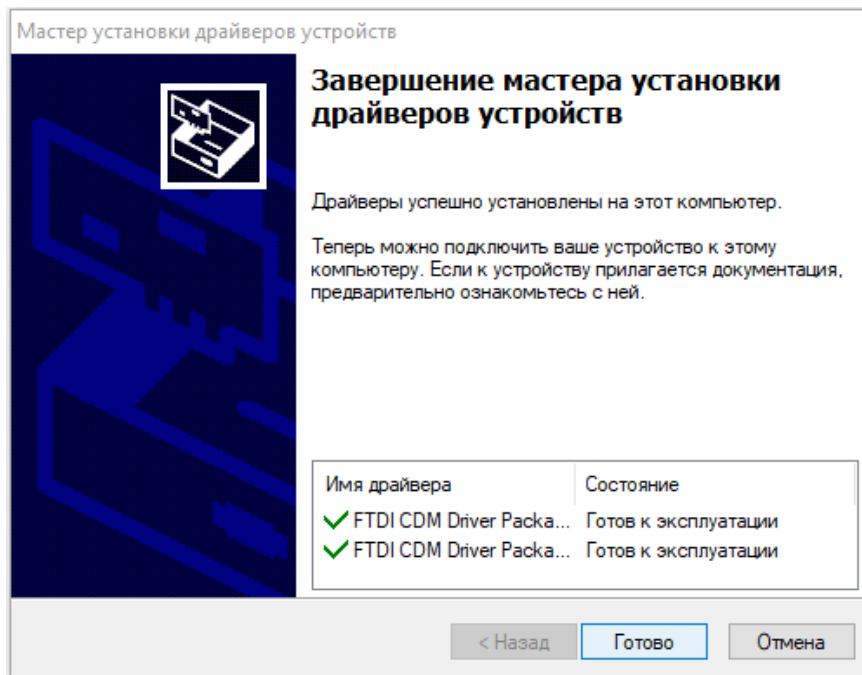 Мастер установки драйверов устройств
Завершение мастера установки
драйверов устройств
Драйверы успешно установлены на этот компьютер.
Теперь можно подключить ваше устройство к этому
компьютеру. Если к устройству прилагается документация,
предварительно ознакомьтесь с ней.
Имя драйвера Состояние
FTDI CDM Driver Packa... Готов к эксплуатации
FTDI CDM Driver Packa... Готов к эксплуатации
< Назад Готово Отмена